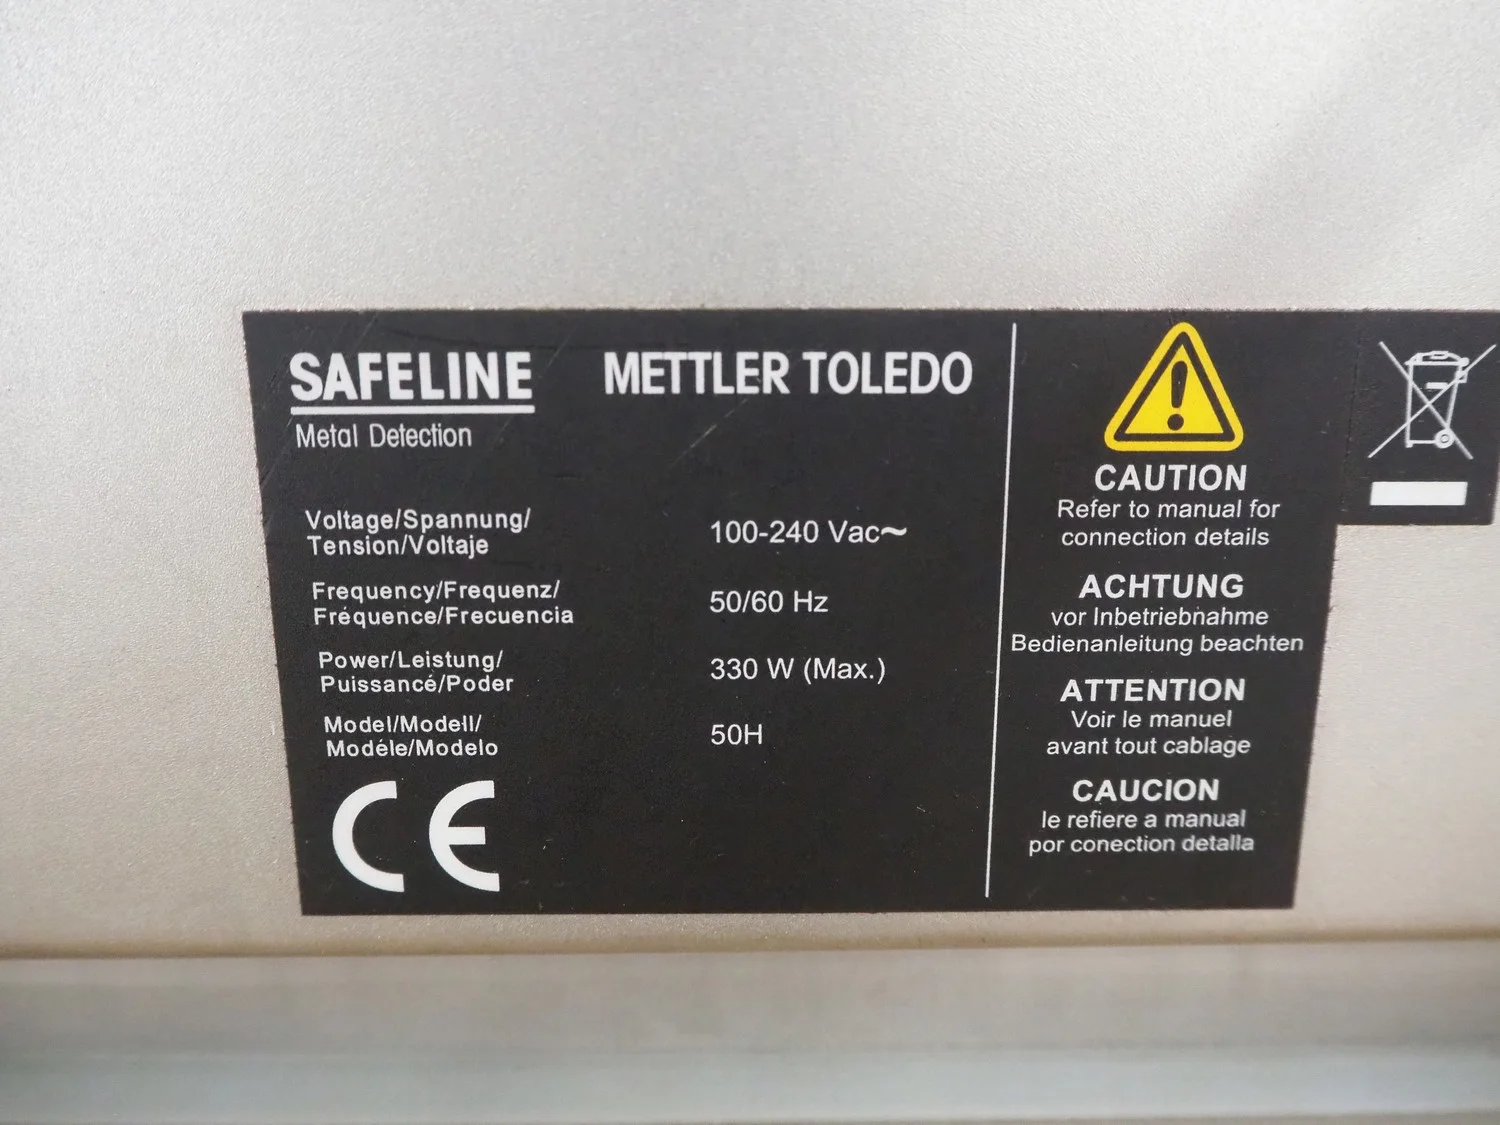 SAFELINE METTLER TOLEDO
Metal Detection
Voltage/Spannung/
Tension/Voltaje
100-240 Vac~
Frequency/Frequenz/
Fréquence/Frecuencia
50/60 Hz
Power/Leistung/
Puissancé/Poder
330 W (Max.)
Model/Modell/
Modéle/Modelo
50H
CE
CAUTION
Refer to manual for
connection details
ACHTUNG
vor Inbetriebnahme
Bedienanleitung beachten
ATTENTION
Voir le manuel
avant tout cablage
CAUCION
le refiere a manual
por conection detalla